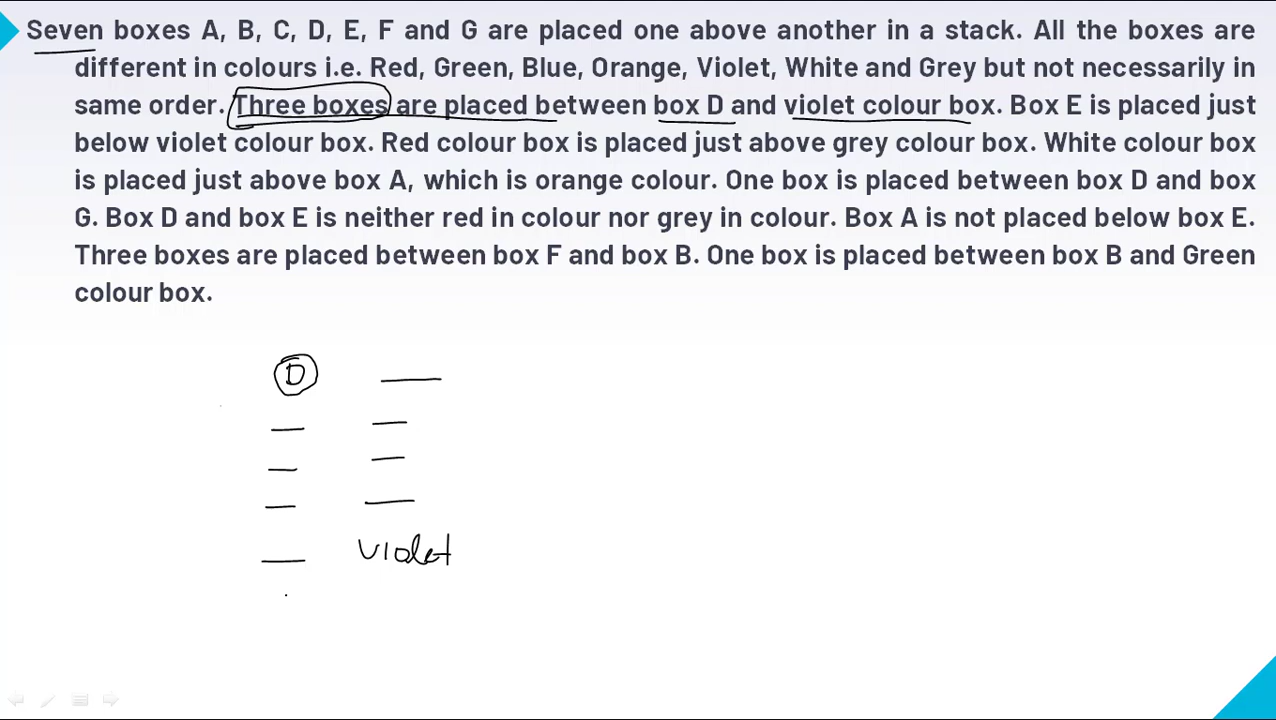 Seven boxes A, B, C, D, E, F and G are placed one above another in a stack. All the boxes are
different in colours i.e. Red, Green, Blue, Orange, Violet, White and Grey but not necessarily in
same order. Three boxes are placed between box D and violet colour box. Box E is placed just
below violet colour box. Red colour box is placed just above grey colour box. White colour box
is placed just above box A, which is orange colour. One box is placed between box D and box
G. Box D and box E is neither red in colour nor grey in colour. Box A is not placed below box E.
Three boxes are placed between box F and box B. One box is placed between box B and Green
colour box.
D
violet